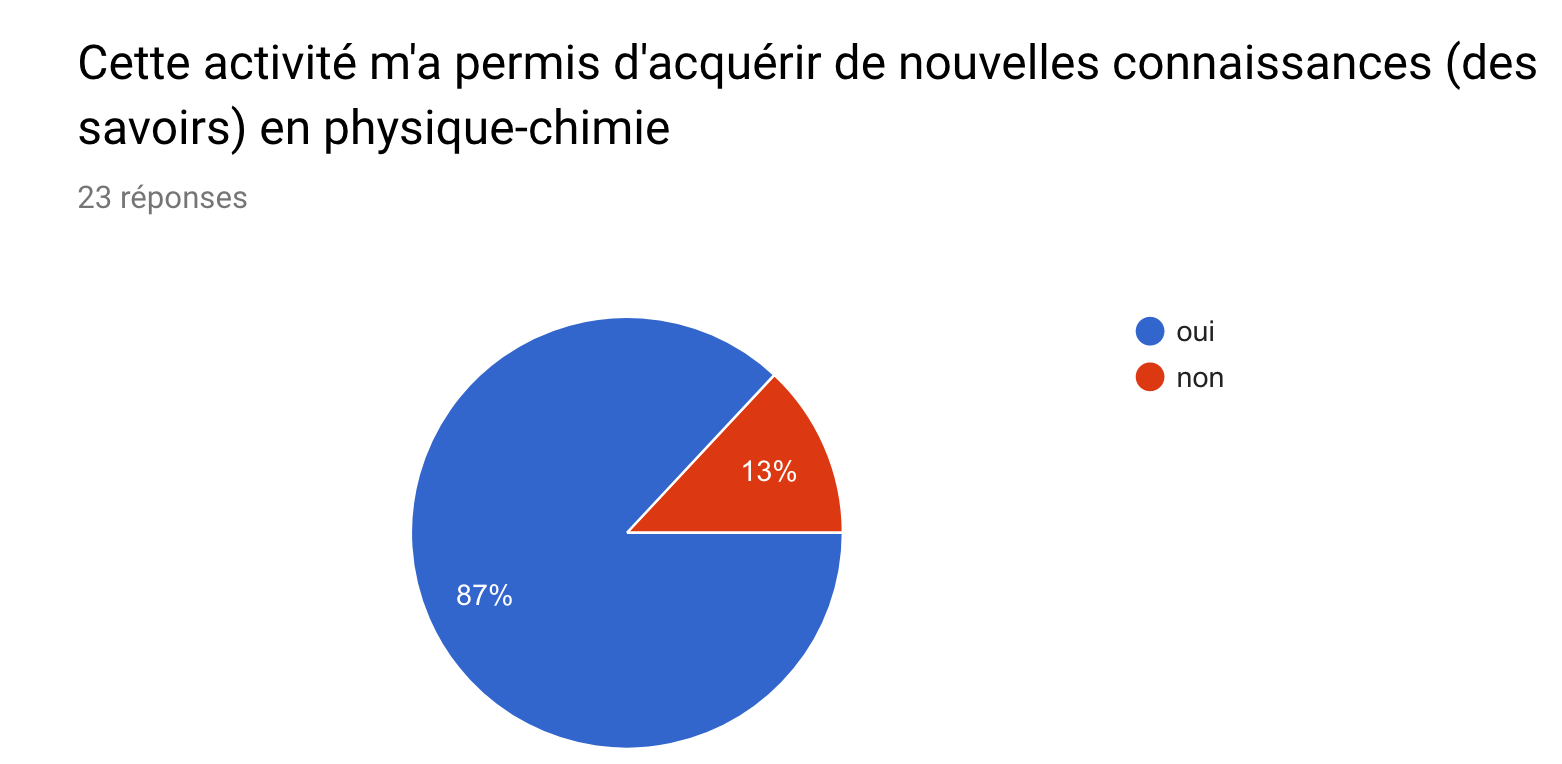 Cette activité m'a permis d'acquérir de nouvelles connaissances (des
savoirs) en physique-chimie
23 réponses
oui
non
13%
87%